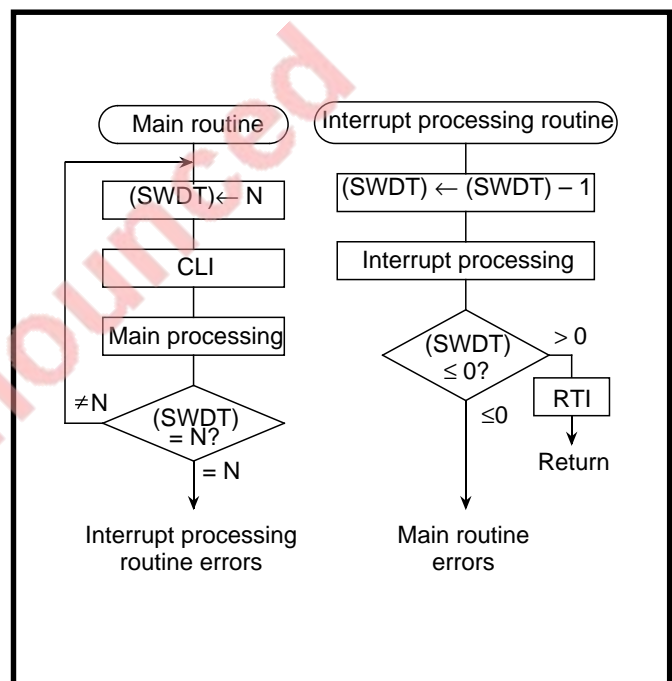 Main routine
(SWDT)← N
CLI
Main processing
≠N
(SWDT)
= N?
= N
Interrupt processing
routine errors
Interrupt processing routine
(SWDT) ← (SWDT) – 1
Interrupt processing
(SWDT)
≤ 0?
> 0
≤0
RTI
Return
Main routine
errors
ounced